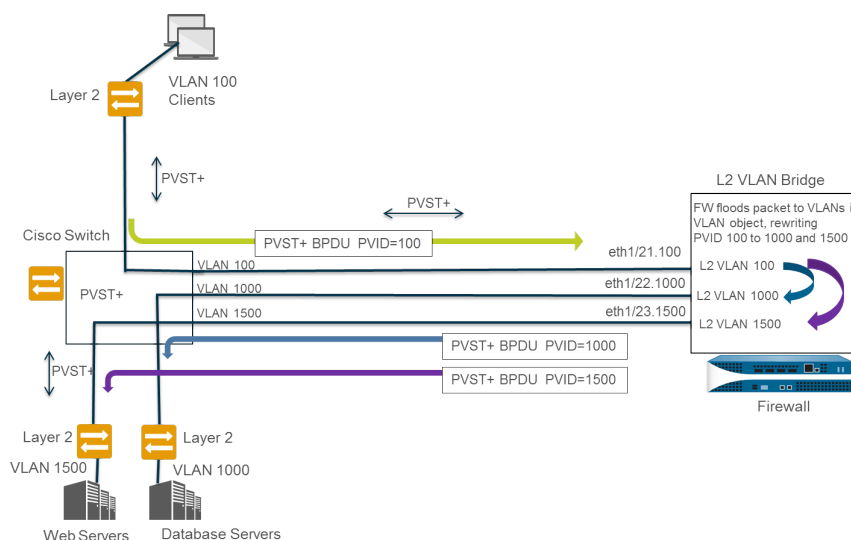 VLAN 100
Clients
Layer 2
PVST+
L2 VLAN Bridge
PVST+
FW floods packet to VLANs i
VLAN object, rewriting
PVID 100 to 1000 and 1500
Cisco Switch
PVST+ BPDU PVID=100
eth1/21.100
VLAN 100
L2 VLAN 100
eth1/22.1000
PVST+
VLAN 1000
L2 VLAN 1000
eth1/23.1500
VLAN 1500
L2 VLAN 1500
PVST+ BPDU PVID=1000
PVST+
PVST+ BPDU PVID=1500
Firewall
Layer 2
Layer 2
VLAN 1500
VLAN 1000
Web Servers
Database Servers